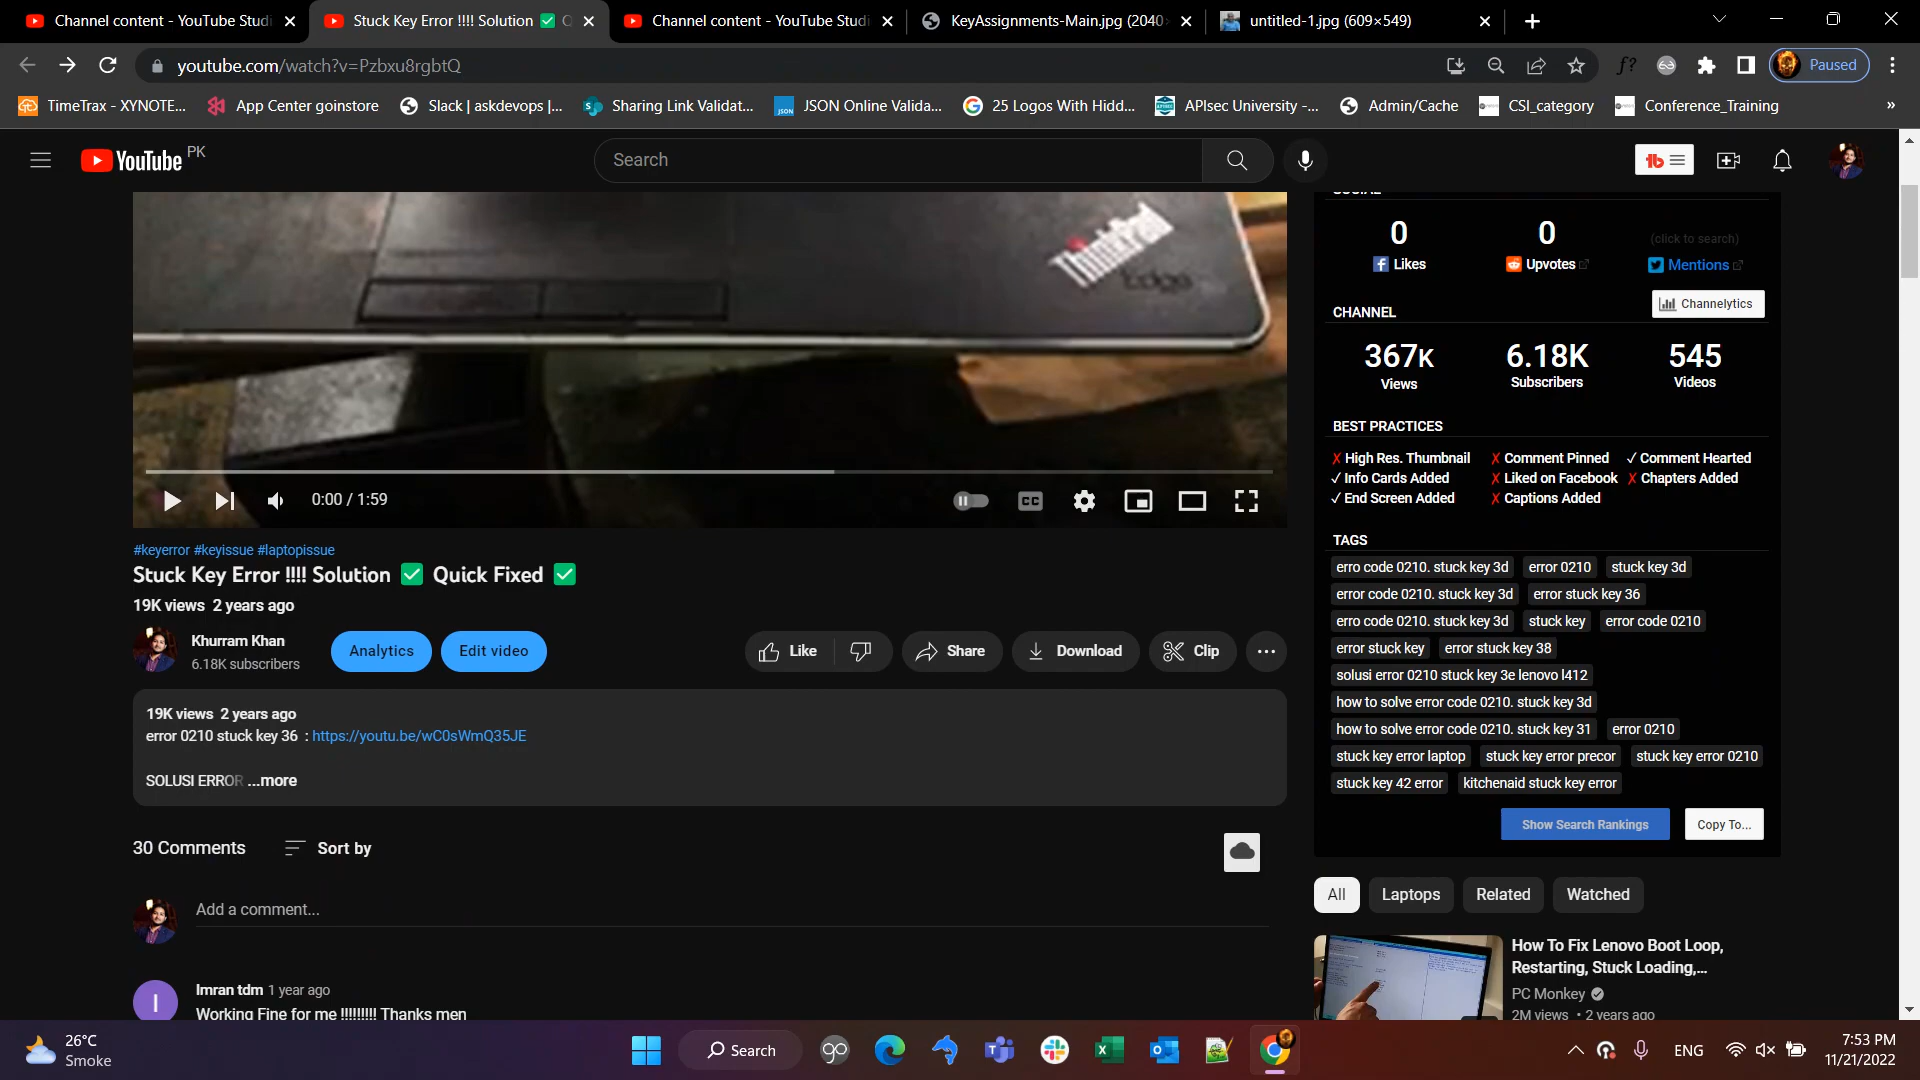 Channel content - YouTube Studi
Stuck Key Error !!!! Solution ✅ Q
Channel content - YouTube Studi
KeyAssignments-Main.jpg (2040×
untitled-1.jpg (609×549)
youtube.com/watch?v=Pzbxu8rgbtQ
f?
Paused
TimeTrax - XYNOTE...
App Center goinstore
Slack | askdevops |...
Sharing Link Validat...
JSON Online Valida...
25 Logos With Hidd...
APIsec University -...
Admin/Cache
CSI_category
Conference_Training
»
YouTube PK
Search
tb
ThinkPad
Edge
0:00 / 1:59
CC
#keyerror #keyissue #laptopissue
Stuck Key Error !!!! Solution ✅ Quick Fixed ✅
19K views 2 years ago
Khurram Khan
6.18K subscribers
Analytics
Edit video
Like
Share
Download
Clip
19K views 2 years ago
error 0210 stuck key 36 : https://youtu.be/wC0sWmQ35JE
SOLUSI ERROR ...more
30 Comments
Sort by
Add a comment...
I
Imran tdm 1 year ago
Working Fine for me !!!!!!!!! Thanks men
SOCIAL
0 0 (click to search)
Likes Upvotes Mentions
CHANNEL
Channelytics
367K 6.18K 545
Views Subscribers Videos
BEST PRACTICES
✗ High Res. Thumbnail ✗ Comment Pinned ✓ Comment Hearted
✓ Info Cards Added ✗ Liked on Facebook ✗ Chapters Added
✓ End Screen Added ✗ Captions Added
TAGS
erro code 0210. stuck key 3d error 0210 stuck key 3d
error code 0210. stuck key 3d error stuck key 36
erro code 0210. stuck key 3d stuck key error code 0210
error stuck key error stuck key 38
solusi error 0210 stuck key 3e lenovo l412
how to solve error code 0210. stuck key 3d
how to solve error code 0210. stuck key 31 error 0210
stuck key error laptop stuck key error precor stuck key error 0210
stuck key 42 error kitchenaid stuck key error
Show Search Rankings
Copy To...
All
Laptops
Related
Watched
How To Fix Lenovo Boot Loop,
Restarting, Stuck Loading,...
PC Monkey
2M views • 2 years ago
26°C
Smoke
Search
go
ENG
7:53 PM
11/21/2022